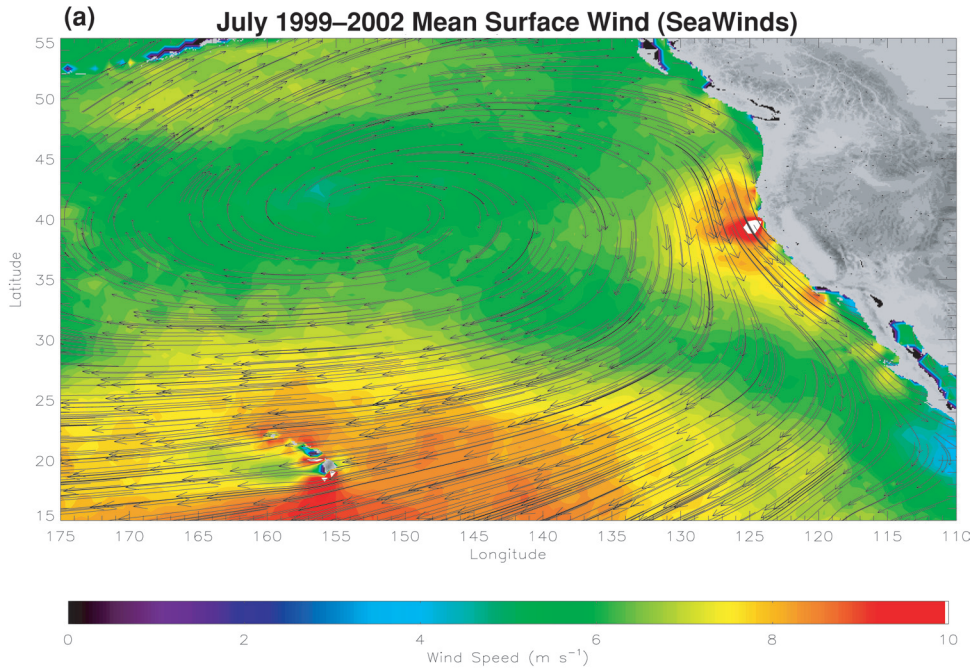 (a)
July 1999–2002 Mean Surface Wind (SeaWinds)
55
50
45
40
35
30
25
20
15
Latitude
175 170 165 160 155 150 145 140 135 130 125 120 115 110
Longitude
0 2 4 6 8 10
Wind Speed (m s⁻¹)